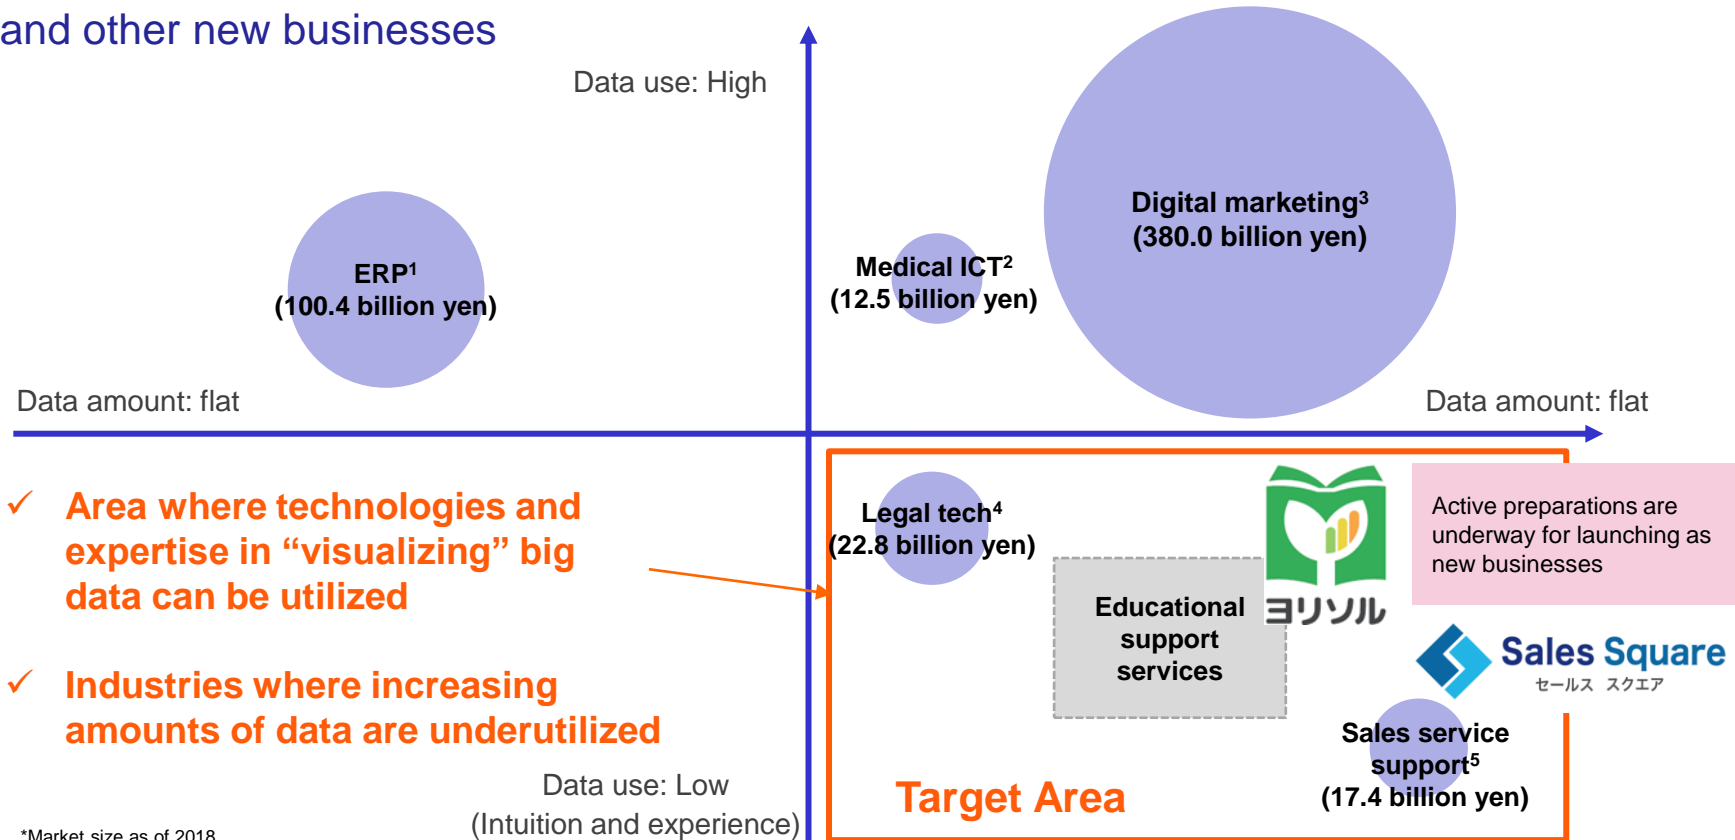 and other new businesses
Data use: High
Digital marketing³
(380.0 billion yen)
ERP¹
(100.4 billion yen)
Medical ICT²
(12.5 billion yen)
Data amount: flat
Data amount: flat
✓ Area where technologies and
expertise in “visualizing” big
data can be utilized
✓ Industries where increasing
amounts of data are underutilized
Legal tech⁴
(22.8 billion yen)
Educational
support
services
ヨリソル
Active preparations are
underway for launching as
new businesses
Sales Square
セールス スクエア
Sales service
support⁵
(17.4 billion yen)
Target Area
Data use: Low
(Intuition and experience)
*Market size as of 2018